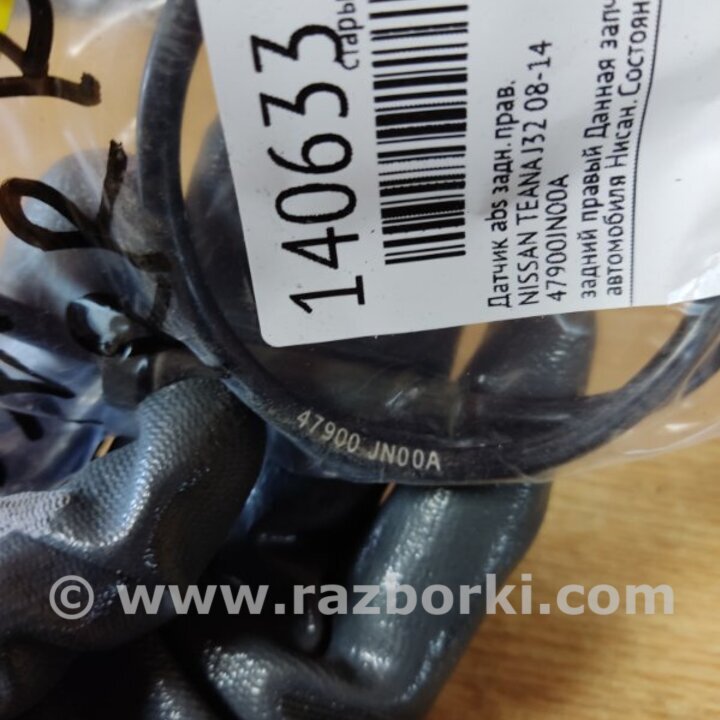 140633
стары
Датчик abs задн. прав.
NISSAN TEANA J32 08-14
47900JN00A
задний правый Данная запч
автомобиля Нисан. Состоян
47900 JN00A
© www.razborki.com